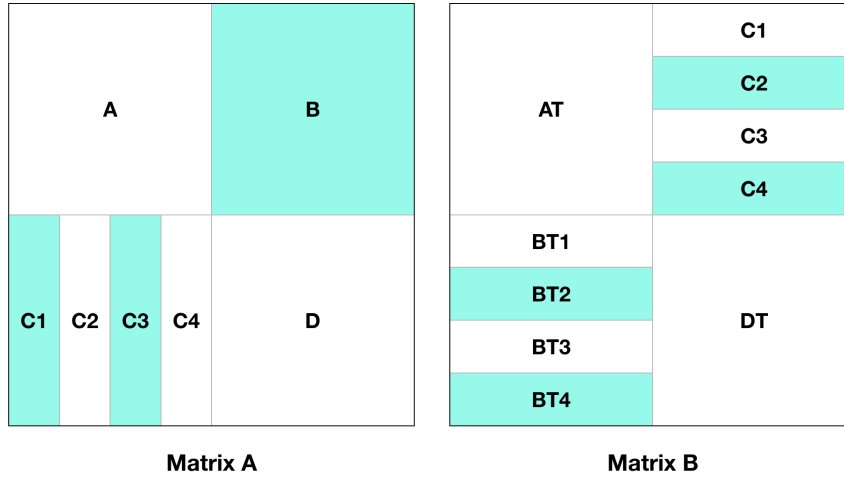 A
B
C1
C2
C3
C4
D
Matrix A
AT
C1
C2
C3
C4
BT1
BT2
BT3
BT4
DT
Matrix B